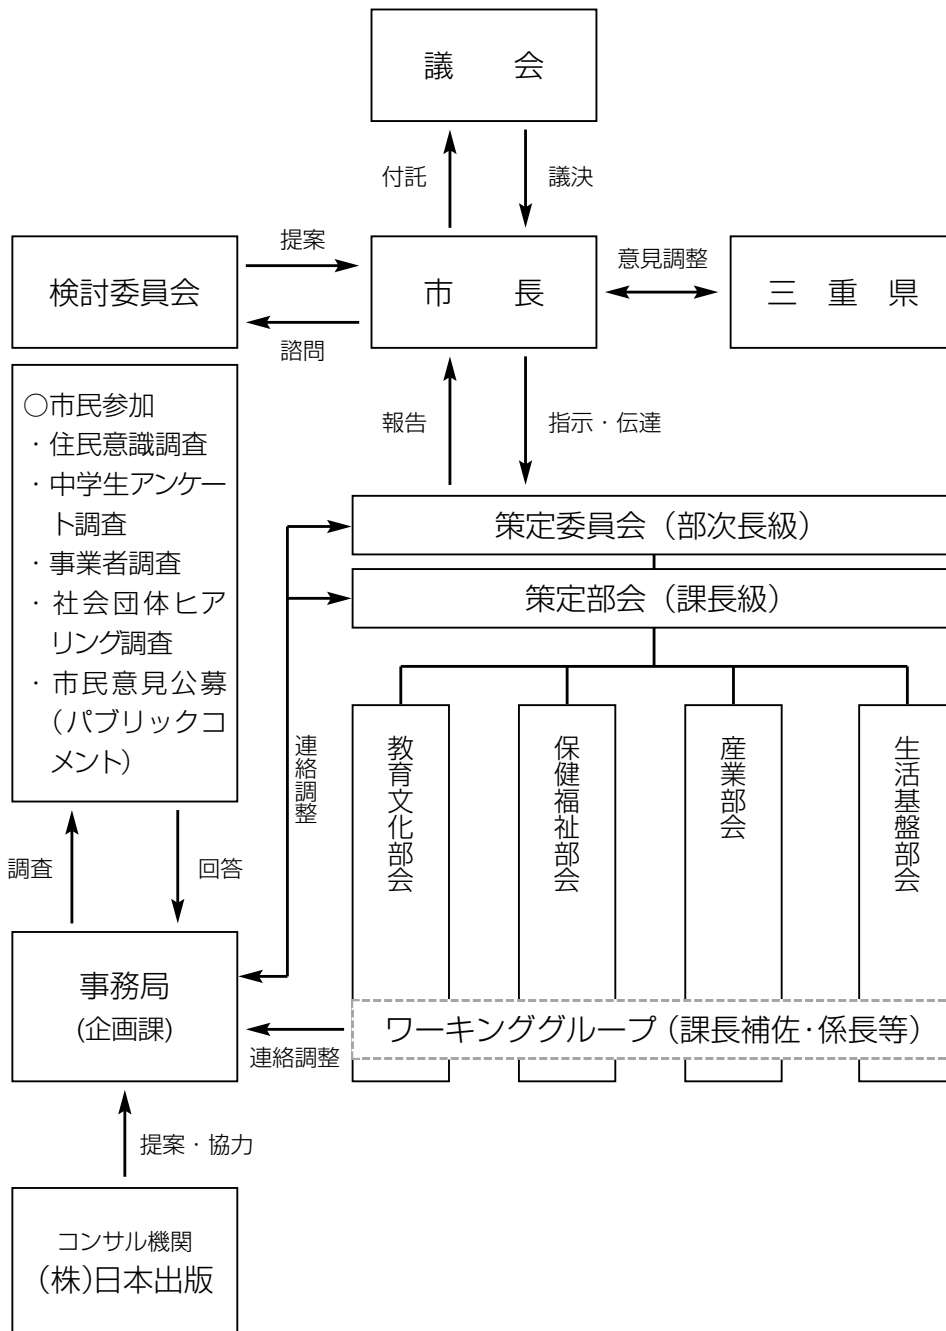 議 会
付託
議決
検討委員会
提案
諮問
市 長
意見調整
三 重 県
報告
指示・伝達
○市民参加
・住民意識調査
・中学生アンケー
ト調査
・事業者調査
・社会団体ヒア
リング調査
・市民意見公募
(パブリックコ
メント)
策定委員会（部次長級）
策定部会（課長級）
連絡調整
教育文化部会
保健福祉部会
産業部会
生活基盤部会
調査
回答
事務局
(企画課)
ワーキンググループ（課長補佐・係長等）
連絡調整
提案・協力
コンサル機関
(株)日本出版